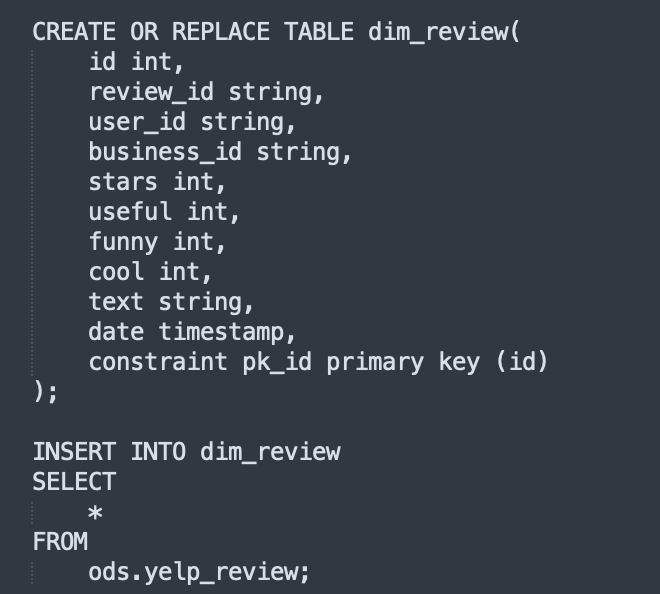 CREATE OR REPLACE TABLE dim_review(
    id int,
    review_id string,
    user_id string,
    business_id string,
    stars int,
    useful int,
    funny int,
    cool int,
    text string,
    date timestamp,
    constraint pk_id primary key (id)
);

INSERT INTO dim_review
SELECT
    *
FROM
    ods.yelp_review;